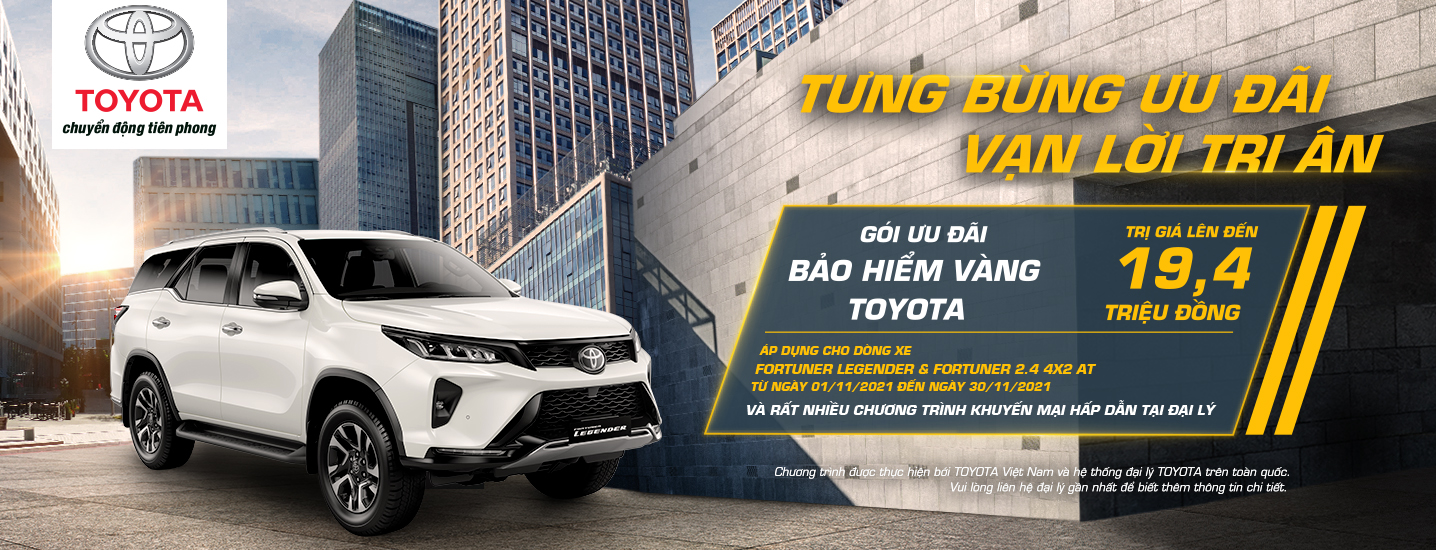 TOYOTA
chuyển động tiên phong
TƯNG BỪNG ƯU ĐÃI
VẠN LỜI TRI ÂN
GÓI ƯU ĐÃI
BẢO HIỂM VÀNG
TOYOTA
TRỊ GIÁ LÊN ĐẾN
19,4
TRIỆU ĐỒNG
ÁP DỤNG CHO DÒNG XE
FORTUNER LEGENDER & FORTUNER 2.4 4X2 AT
TỪ NGÀY 01/11/2021 ĐẾN NGÀY 30/11/2021
VÀ RẤT NHIỀU CHƯƠNG TRÌNH KHUYẾN MẠI HẤP DẪN TẠI ĐẠI LÝ
FORTUNER LEGENDER
Chương trình được thực hiện bởi TOYOTA Việt Nam và hệ thống đại lý TOYOTA trên toàn quốc.
Vui lòng liên hệ đại lý gần nhất để biết thêm thông tin chi tiết.